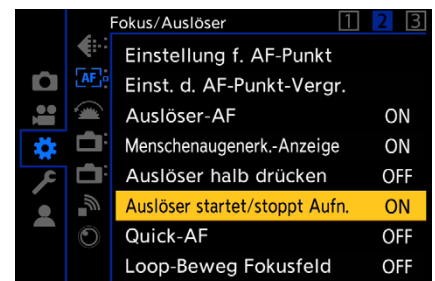 Fokus/Auslöser 1 2 3
Einstellung f. AF-Punkt
AF Einst. d. AF-Punkt-Vergr.
Auslöser-AF ON
Menschenaugenerk.-Anzeige ON
Auslöser halb drücken OFF
Auslöser startet/stoppt Aufn. ON
Quick-AF OFF
Loop-Beweg Fokusfeld OFF